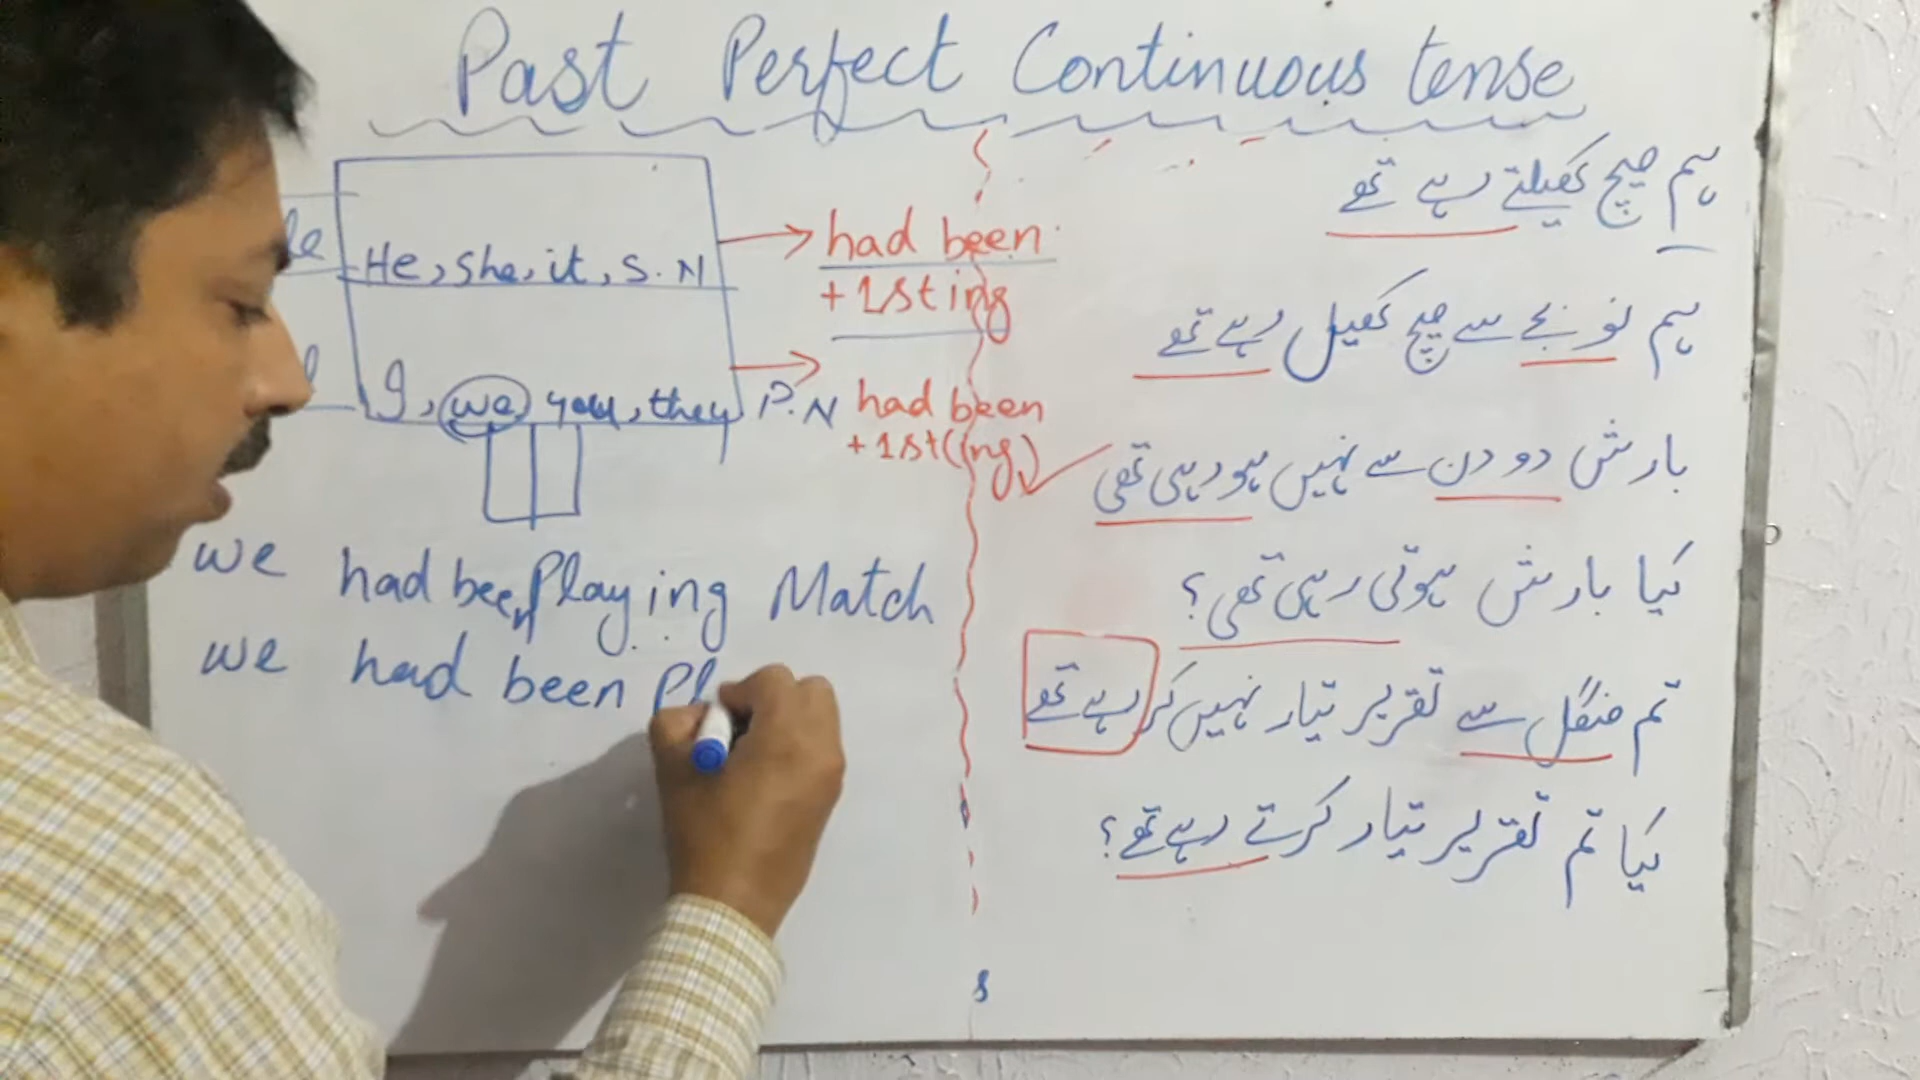 Past Perfect Continuous tense
He, she, it, S.N
had been
+ 1st ing
I, we, you, they P.N
had been
+ 1st (ing)
we had been Playing Match
we had been Pl
ہم میچ کھیلتے رہے تھے
ہم نو بجے سے میچ کھیل رہے تھے
بارش دو دن سے نہیں ہو رہی تھی
کیا بارش ہوتی رہی تھی؟
تم منگل سے تقریر تیار نہیں کر رہے تھے
کیا تم تقریر تیار کرتے رہے تھے؟